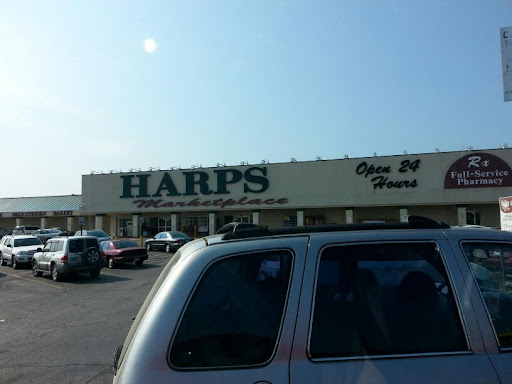 HARPS
Marketplace
Open 24
Hours
Rx
Full-Service
Pharmacy